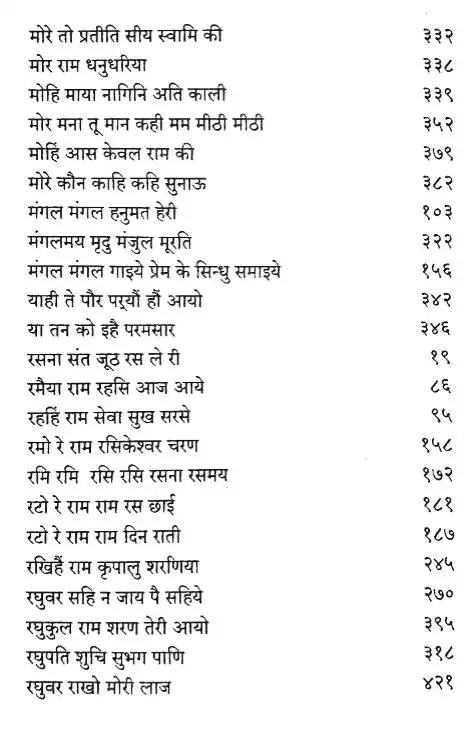 मोरे तो प्रतीति सीय स्वामि की ३३२
मोर राम धनुधरिया ३३८
मोहि माया नागिनि अति काली ३३९
मोर मना तू मान कही मम मीठी मीठी ३५२
मोहिं आस केवल राम की ३७९
मोरे कौन काहि कहि सुनाऊ ३८२
मंगल मंगल हनुमत हेरी १०३
मंगलमय मृदु मंजुल मूरति ३२२
मंगल मंगल गाइये प्रेम के सिन्धु समाइये १५६
याही ते पौर पर्‌यौं हौं आयो ३४२
या तन को इहै परमसार ३४६
रसना संत जूठ रस ले री १९
रमैया राम रहसि आज आये ८६
रहहिं राम सेवा सुख सरसे ९५
रमो रे राम रसिकेश्वर चरण १५८
रमि रमि रसि रसि रसना रसमय १७२
रटो रे राम राम रस छाई १८१
रटो रे राम राम दिन राती १८७
रखिहैं राम कृपालु शरणिया २४५
रघुवर सहि न जाय पै सहिये २७०
रघुकुल राम शरण तेरी आयो ३९५
रघुपति शुचि सुभग पाणि ३१८
रघुवर राखो मोरी लाज ४२१